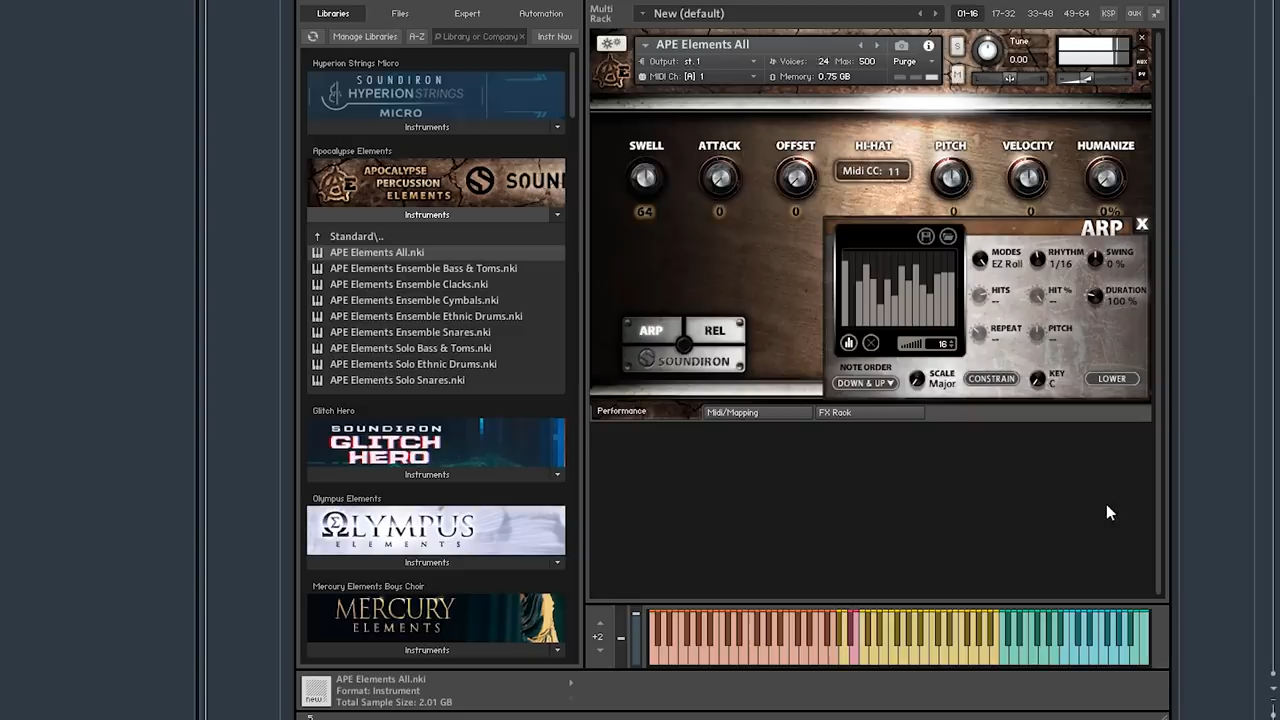 Libraries Files Expert Automation
Manage Libraries A-Z Library or Company Instr Nav
Hyperion Strings Micro
SOUNDIRON
HYPERION STRINGS
MICRO
Instruments
Apocalypse Elements
APOCALYPSE
PERCUSSION
ELEMENTS
SOUN
Instruments
Standard\..
APE Elements All.nki
APE Elements Ensemble Bass & Toms.nki
APE Elements Ensemble Clacks.nki
APE Elements Ensemble Cymbals.nki
APE Elements Ensemble Ethnic Drums.nki
APE Elements Ensemble Snares.nki
APE Elements Solo Bass & Toms.nki
APE Elements Solo Ethnic Drums.nki
APE Elements Solo Snares.nki
Glitch Hero
SOUNDIRON
GLITCH
HERO
Instruments
Olympus Elements
OLYMPUS
ELEMENTS
Instruments
Mercury Elements Boys Choir
MERCURY
ELEMENTS
Instruments
APE Elements All.nki
Format: Instrument
Total Sample Size: 2.01 GB
new..
Multi
Rack
New (default)
01-16 17-32 33-48 49-64 KSP AUX
APE Elements All
Output: st.1 Voices: 24 Max: 500 Purge
MIDI Ch: [A] 1 Memory: 0.75 GB
S
M
Tune
0.00
AUX
PV
SWELL ATTACK OFFSET HI-HAT PITCH VELOCITY HUMANIZE
Midi CC: 11
64 0 0 0 0 0%
ARP X
MODES
EZ Roll
RHYTHM
1/16
SWING
0 %
HITS
--
HIT %
--
DURATION
100 %
REPEAT
--
PITCH
--
16
NOTE ORDER
DOWN & UP
SCALE
Major
CONSTRAIN
KEY
C
LOWER
ARP REL
SOUNDIRON
Performance Midi/Mapping FX Rack
+2